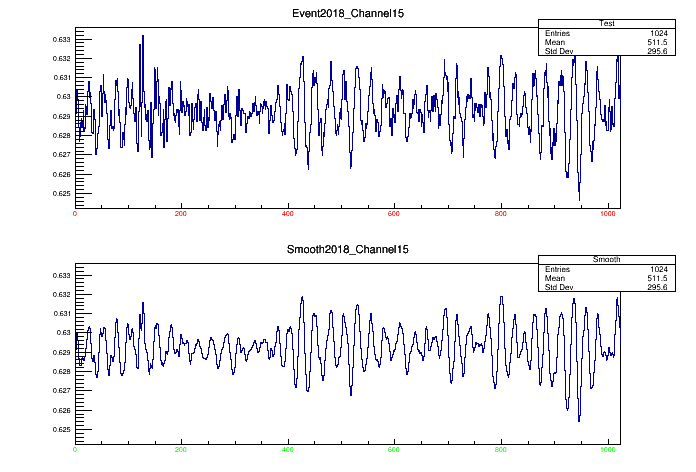 Event2018_Channel15
Test
Entries 1024
Mean 511.5
Std Dev 295.6
0.633
0.632
0.631
0.63
0.629
0.628
0.627
0.626
0.625
0 200 400 600 800 1000
Smooth2018_Channel15
Smooth
Entries 1024
Mean 511.5
Std Dev 295.6
0.633
0.632
0.631
0.63
0.629
0.628
0.627
0.626
0.625
0 200 400 600 800 1000